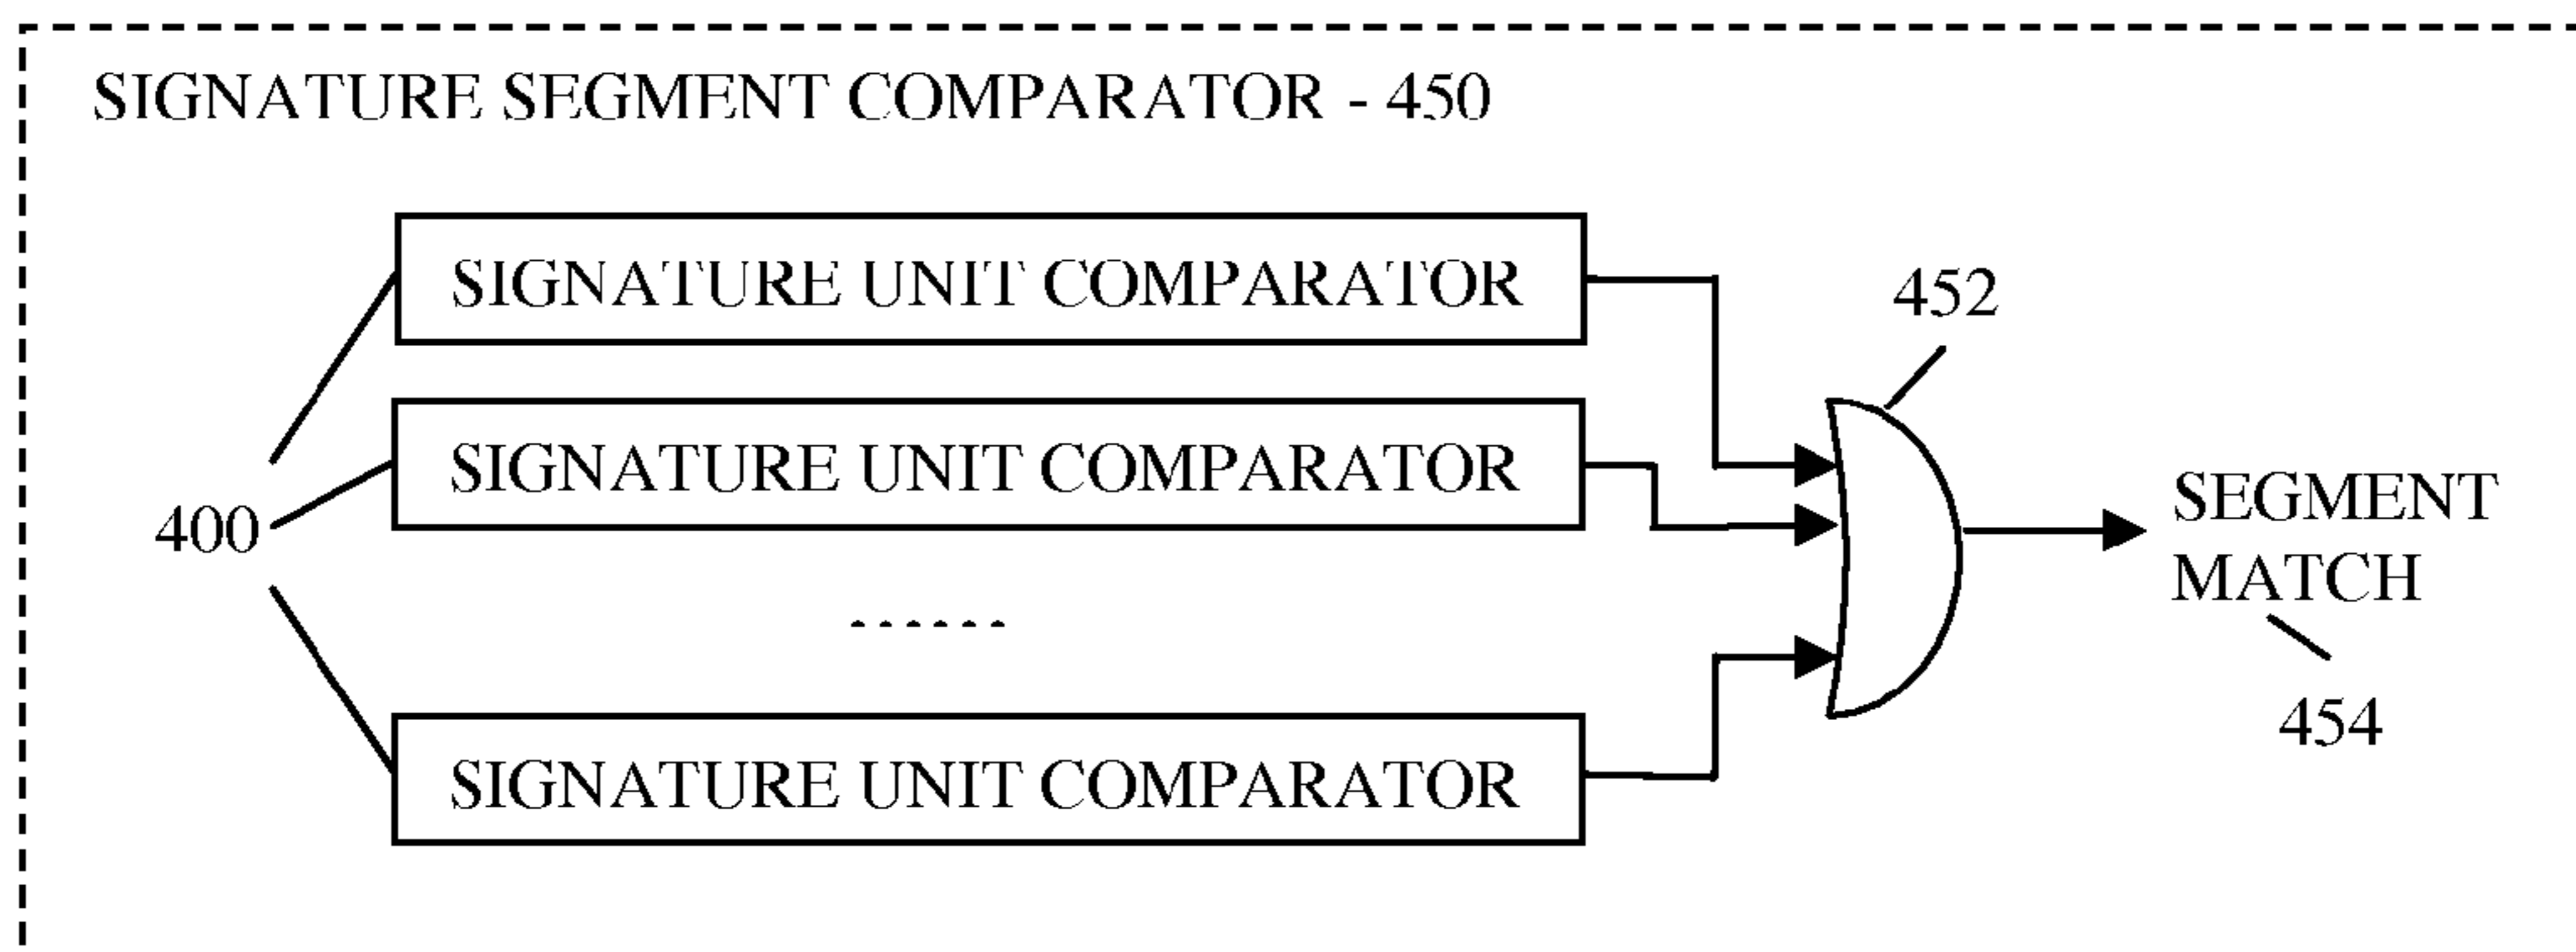 SIGNATURE SEGMENT COMPARATOR - 450
SIGNATURE UNIT COMPARATOR
452
SIGNATURE UNIT COMPARATOR
400
SEGMENT
MATCH
......
454
SIGNATURE UNIT COMPARATOR